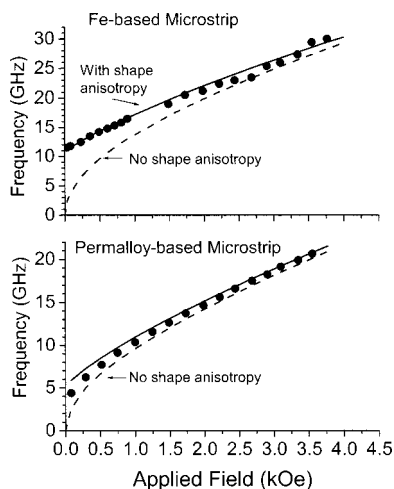 Fe-based Microstrip
Frequency (GHz)
30
25
20
15
10
5
0
With shape
anisotropy
No shape anisotropy
Permalloy-based Microstrip
Frequency (GHz)
20
15
10
5
0
No shape anisotropy
0.0 0.5 1.0 1.5 2.0 2.5 3.0 3.5 4.0 4.5
Applied Field (kOe)